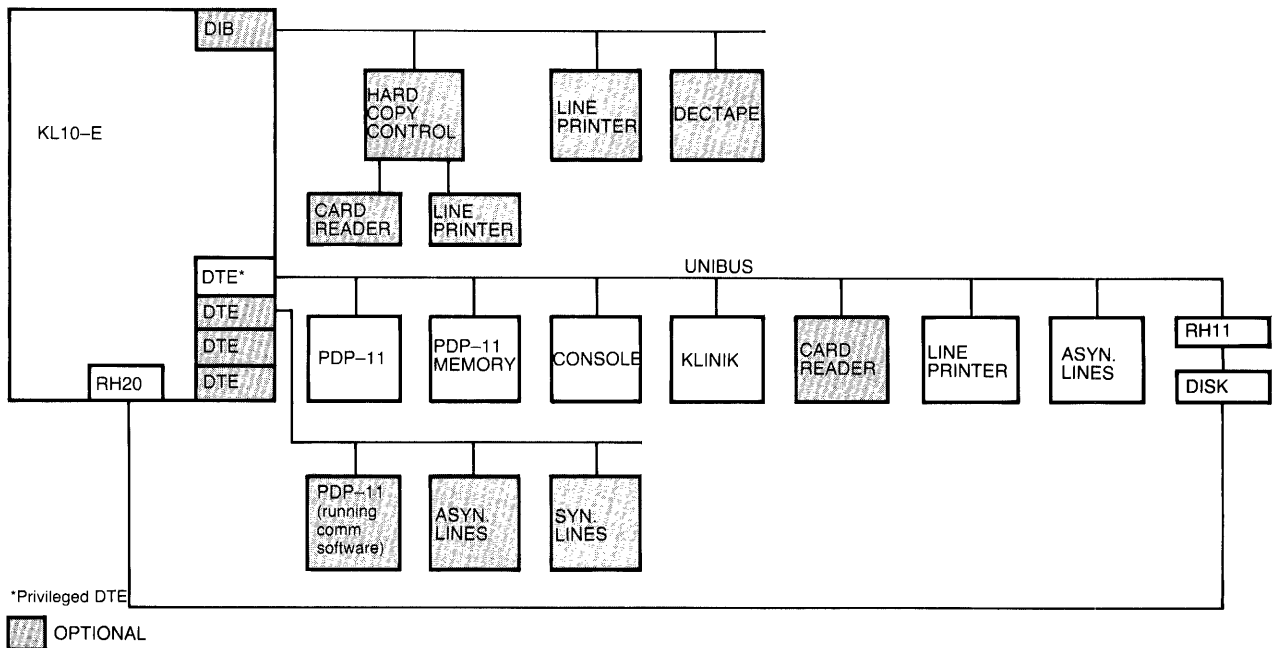 DIB
KL10–E
HARD
COPY
CONTROL
LINE
PRINTER
DECTAPE
CARD
READER
LINE
PRINTER
UNIBUS
DTE*
DTE
DTE
DTE
RH20
PDP–11
PDP–11
MEMORY
CONSOLE
KLINIK
CARD
READER
LINE
PRINTER
ASYN.
LINES
RH11
DISK
PDP–11
(running
comm
software)
ASYN.
LINES
SYN.
LINES
*Privileged DTE
OPTIONAL